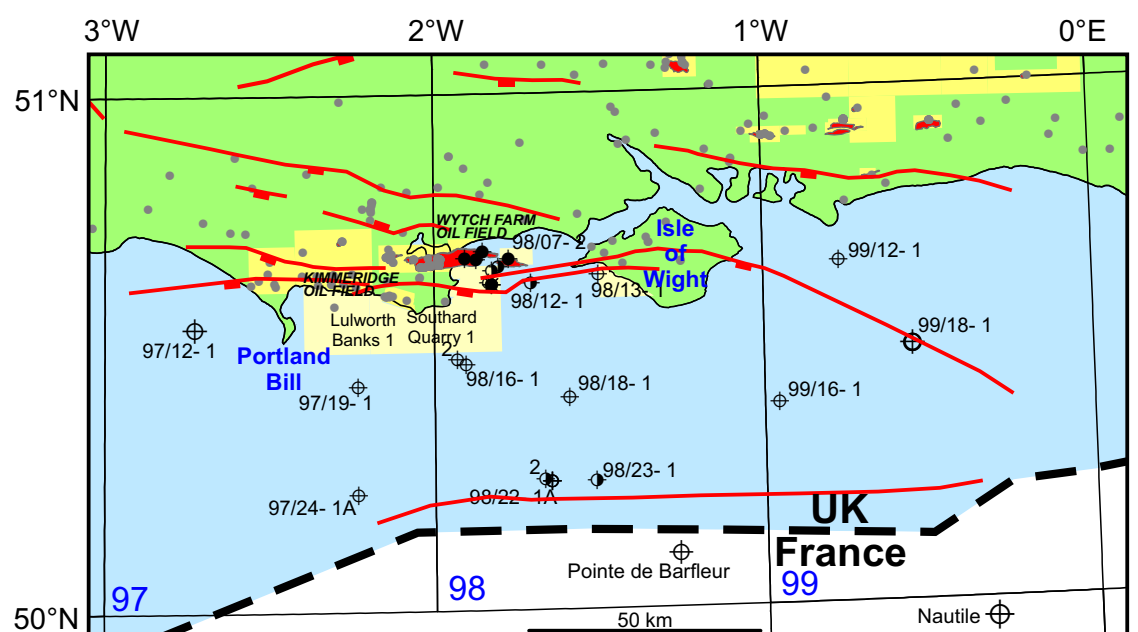 3°W
2°W
1°W
0°E
51°N
WYTCH FARM
OIL FIELD
98/07- 2
Isle
of
Wight
99/12- 1
KIMMERIDGE
OIL FIELD
98/12- 1
98/13- 1
Lulworth
Banks 1
Southard
Quarry 1
99/18- 1
97/12- 1
Portland
Bill
2
98/16- 1
98/18- 1
99/16- 1
97/19- 1
2
98/23- 1
98/22- 1A
97/24- 1A
UK
France
Pointe de Barfleur
97
98
99
50°N
50 km
Nautile